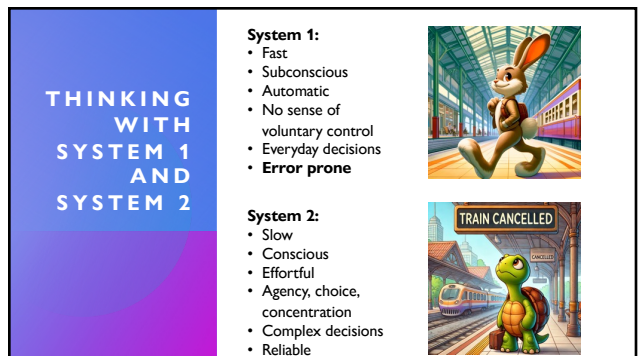 THINKING
WITH
SYSTEM 1
AND
SYSTEM 2
System 1:
• Fast
• Subconscious
• Automatic
• No sense of
voluntary control
• Everyday decisions
• Error prone
System 2:
• Slow
• Conscious
• Effortful
• Agency, choice,
concentration
• Complex decisions
• Reliable
TRAIN CANCELLED
CANCELLED